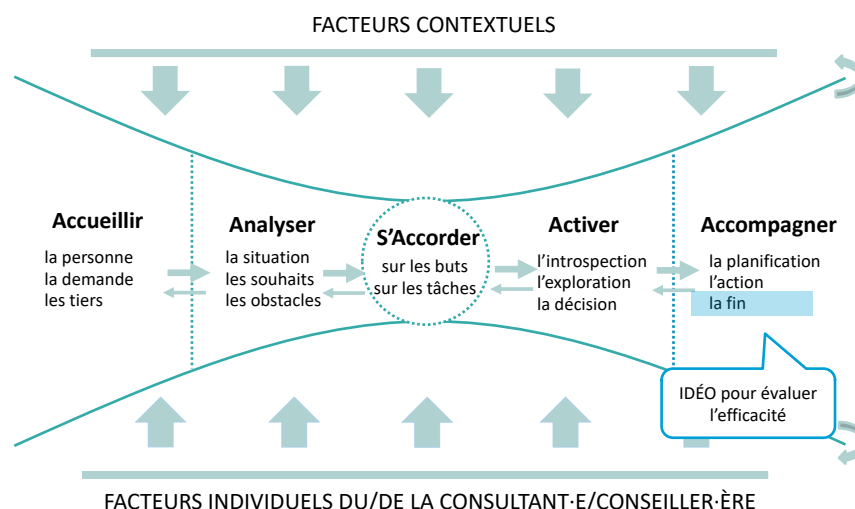 FACTEURS CONTEXTUELS
Accueillir
la personne
la demande
les tiers
Analyser
la situation
les souhaits
les obstacles
S’Accorder
sur les buts
sur les tâches
Activer
l’introspection
l’exploration
la décision
Accompagner
la planification
l’action
la fin
IDÉO pour évaluer
l’efficacité
FACTEURS INDIVIDUELS DU/DE LA CONSULTANT·E/CONSEILLER·ÈRE